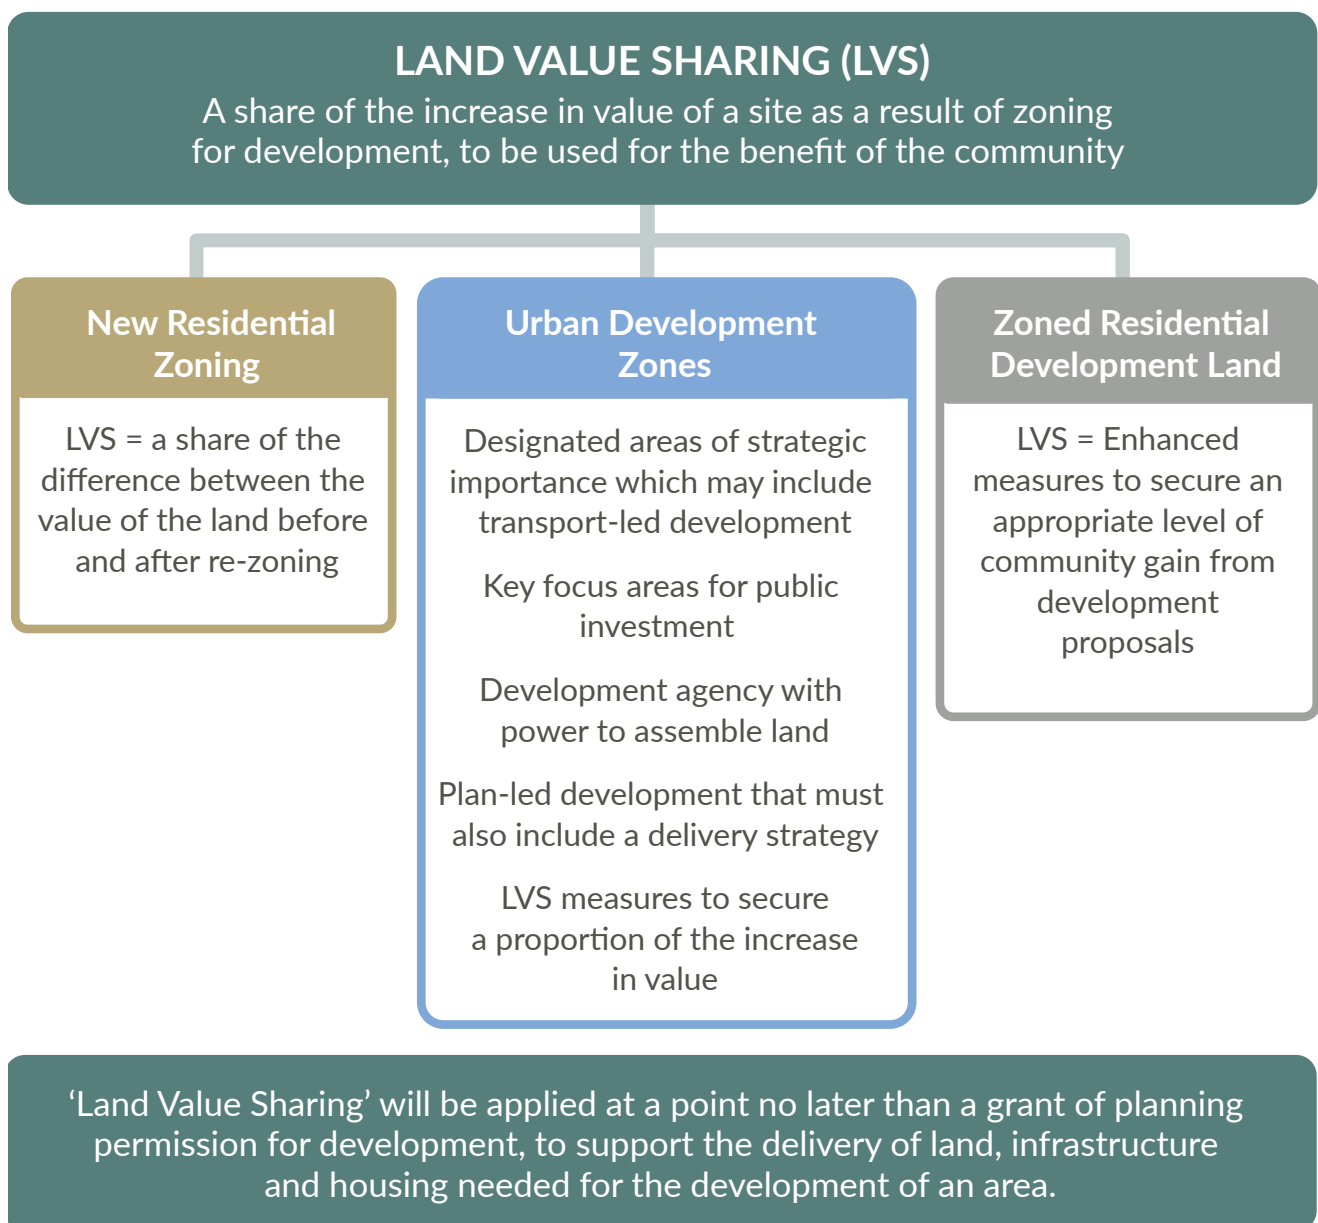 LAND VALUE SHARING (LVS)
A share of the increase in value of a site as a result of zoning
for development, to be used for the benefit of the community
New Residential
Zoning
LVS = a share of the
difference between the
value of the land before
and after re-zoning
Urban Development
Zones
Designated areas of strategic
importance which may include
transport-led development
Key focus areas for public
investment
Development agency with
power to assemble land
Plan-led development that must
also include a delivery strategy
LVS measures to secure
a proportion of the increase
in value
Zoned Residential
Development Land
LVS = Enhanced
measures to secure an
appropriate level of
community gain from
development
proposals
‘Land Value Sharing’ will be applied at a point no later than a grant of planning
permission for development, to support the delivery of land, infrastructure
and housing needed for the development of an area.